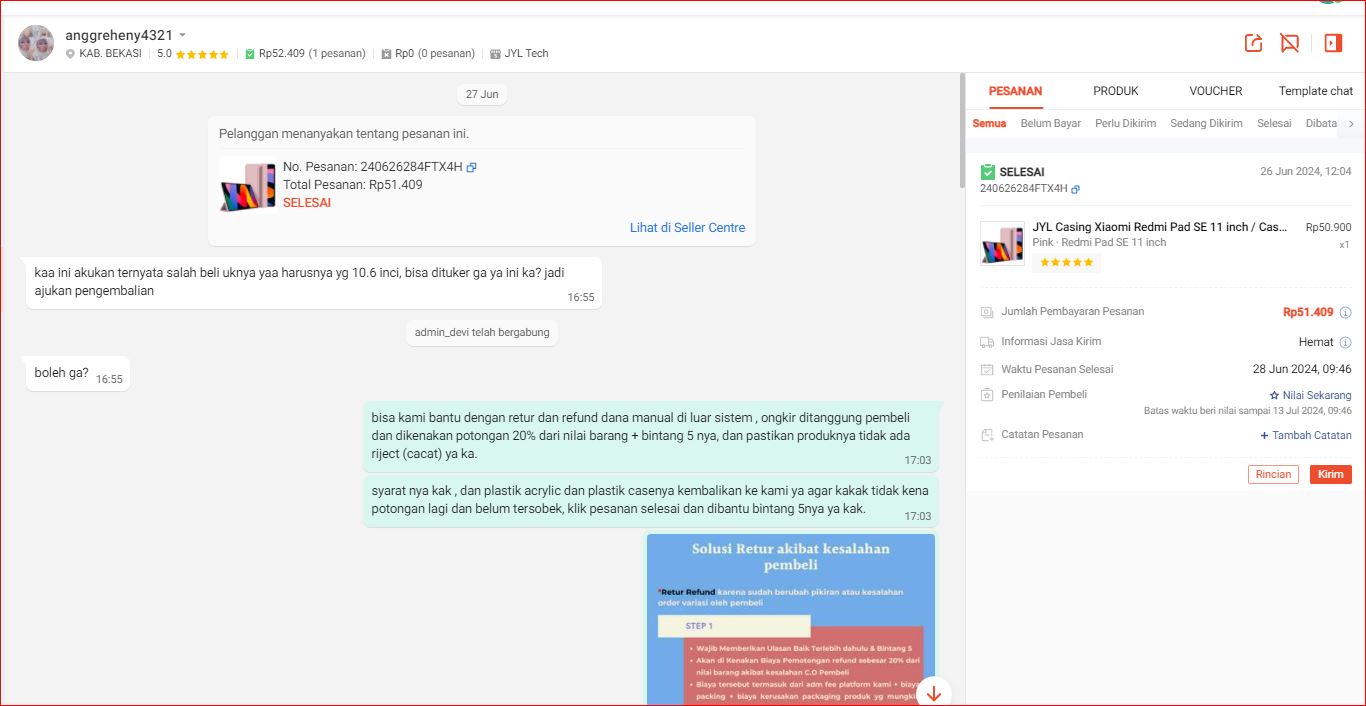 anggreheny4321
KAB. BEKASI 5.0 Rp52.409 (1 pesanan) Rp0 (0 pesanan) JYL Tech
27 Jun
Pelanggan menanyakan tentang pesanan ini.
No. Pesanan: 240626284FTX4H
Total Pesanan: Rp51.409
SELESAI
Lihat di Seller Centre
kaa ini akukan ternyata salah beli uknya yaa harusnya yg 10.6 inci, bisa dituker ga ya ini ka? jadi
ajukan pengembalian
16:55
admin_devi telah bergabung
boleh ga? 16:55
bisa kami bantu dengan retur dan refund dana manual di luar sistem , ongkir ditanggung pembeli
dan dikenakan potongan 20% dari nilai barang + bintang 5 nya, dan pastikan produknya tidak ada
riject (cacat) ya ka.
17:03
syarat nya kak , dan plastik acrylic dan plastik casenya kembalikan ke kami ya agar kakak tidak kena
potongan lagi dan belum tersobek, klik pesanan selesai dan dibantu bintang 5nya ya kak.
17:03
Solusi Retur akibat kesalahan
pembeli
*Retur Refund karena sudah berubah pikiran atau kesalahan
order variasi oleh pembeli
STEP 1
• Wajib Memberikan Ulasan Baik Terlebih dahulu & Bintang 5
• Akan di Kenakan Biaya Pemotongan refund sebesar 20% dari
nilai barang akibat kesalahan C.O Pembeli
• Biaya tersebut termasuk dari adm fee platform kami + biaya
packing + biaya kerusakan packaging produk yg mungki
PESANAN PRODUK VOUCHER Template chat
Semua Belum Bayar Perlu Dikirim Sedang Dikirim Selesai Dibata
SELESAI 26 Jun 2024, 12:04
240626284FTX4H
JYL Casing Xiaomi Redmi Pad SE 11 inch / Cas... Rp50.900
Pink · Redmi Pad SE 11 inch x1
Jumlah Pembayaran Pesanan Rp51.409
Informasi Jasa Kirim Hemat
Waktu Pesanan Selesai 28 Jun 2024, 09:46
Penilaian Pembeli Nilai Sekarang
Batas waktu beri nilai sampai 13 Jul 2024, 09:46
Catatan Pesanan + Tambah Catatan
Rincian Kirim